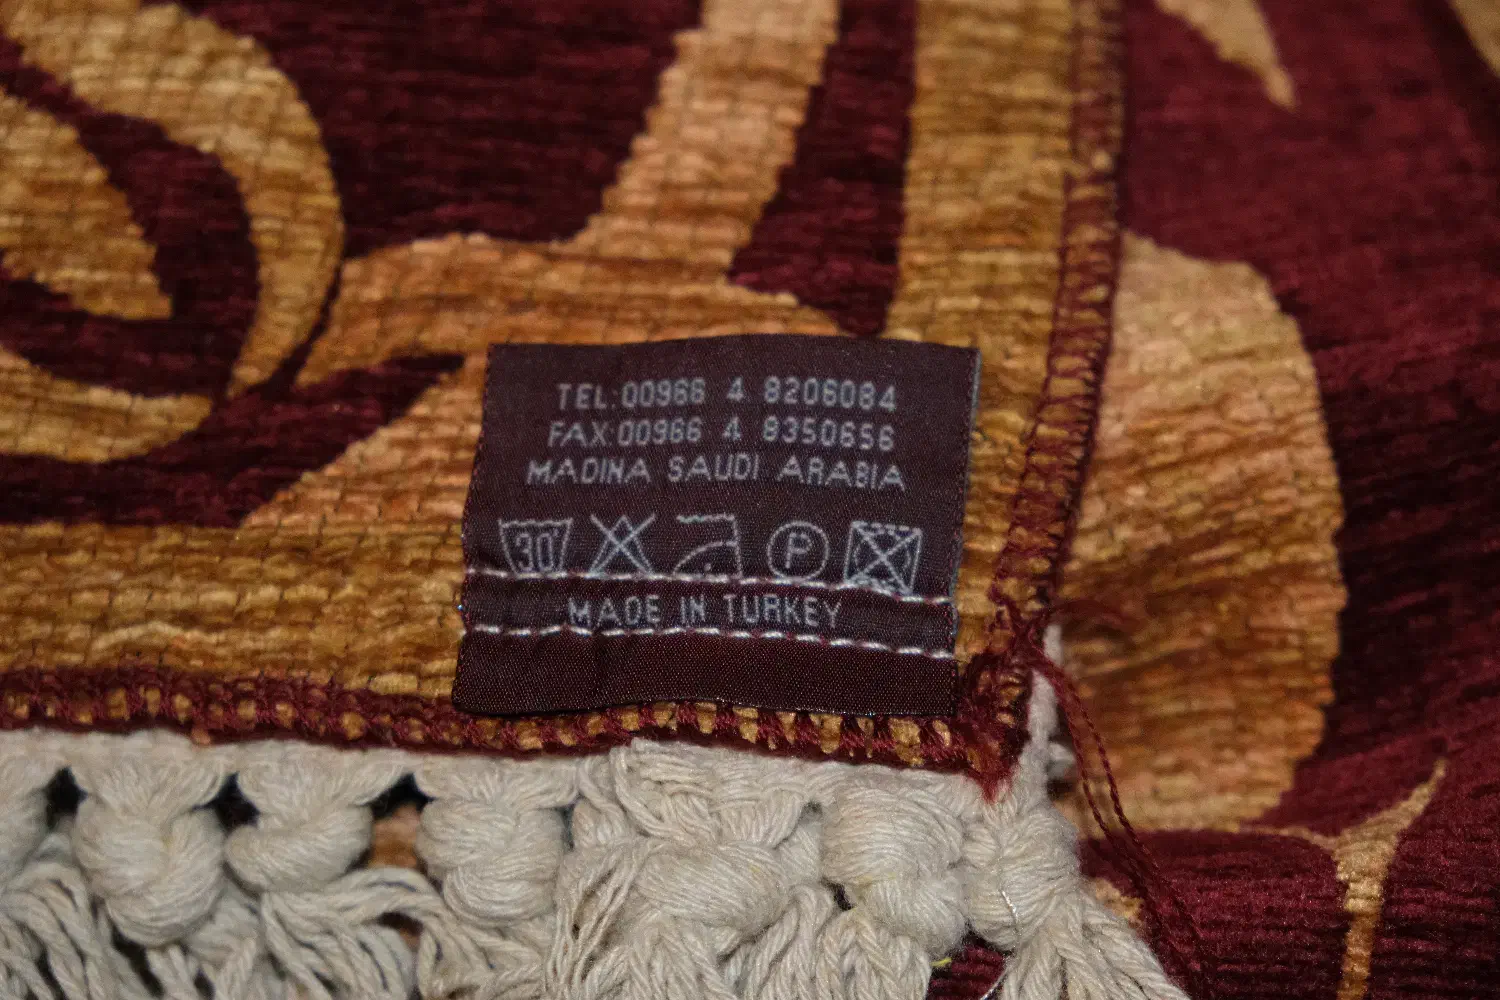 TEL:00966 4 8206084
FAX:00966 4 8350656
MADINA SAUDI ARABIA
30 P
MADE IN TURKEY